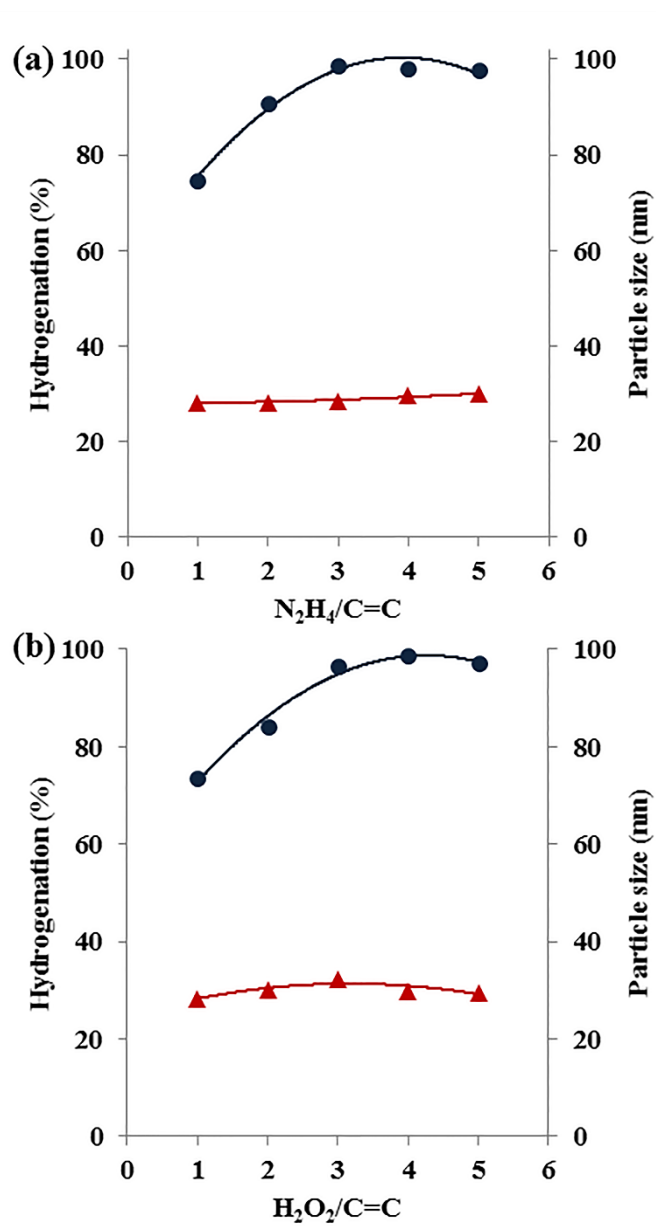 (a) 100 100
80 80
Hydrogenation (%)
Particle size (nm)
60 60
40 40
20 20
0 0
0 1 2 3 4 5 6
N₂H₄/C=C
(b) 100 100
80 80
Hydrogenation (%)
Particle size (nm)
60 60
40 40
20 20
0 0
0 1 2 3 4 5 6
H₂O₂/C=C